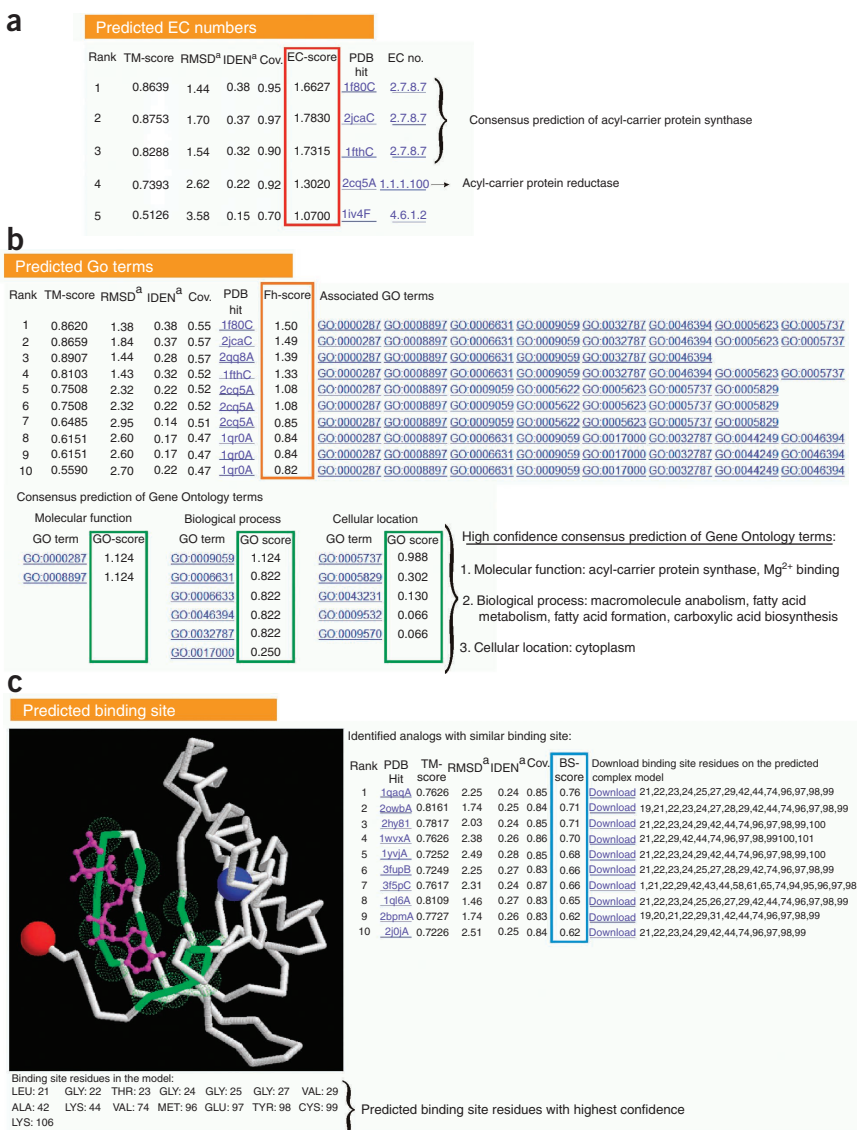 a
Predicted EC numbers
Rank TM-score RMSDa IDENa Cov. EC-score PDB hit EC no.
1 0.8639 1.44 0.38 0.95 1.6627 1f80C 2.7.8.7
2 0.8753 1.70 0.37 0.97 1.7830 2jcaC 2.7.8.7
3 0.8288 1.54 0.32 0.90 1.7315 1fthC 2.7.8.7
Consensus prediction of acyl-carrier protein synthase
4 0.7393 2.62 0.22 0.92 1.3020 2cq5A 1.1.1.100 → Acyl-carrier protein reductase
5 0.5126 3.58 0.15 0.70 1.0700 1iv4F 4.6.1.2
b
Predicted Go terms
Rank TM-score RMSDa IDENa Cov. PDB hit Fh-score Associated GO terms
1 0.8620 1.38 0.38 0.55 1f80C 1.50 GO:0000287 GO:0008897 GO:0006631 GO:0009059 GO:0032787 GO:0046394 GO:0005623 GO:0005737
2 0.8659 1.84 0.37 0.57 2jcaC 1.49 GO:0000287 GO:0008897 GO:0006631 GO:0009059 GO:0032787 GO:0046394 GO:0005623 GO:0005737
3 0.8907 1.44 0.28 0.57 2qq8A 1.39 GO:0000287 GO:0008897 GO:0006631 GO:0009059 GO:0032787 GO:0046394
4 0.8103 1.43 0.32 0.52 1fthC 1.33 GO:0000287 GO:0008897 GO:0006631 GO:0009059 GO:0032787 GO:0046394 GO:0005623 GO:0005737
5 0.7508 2.32 0.22 0.52 2cq5A 1.08 GO:0000287 GO:0008897 GO:0009059 GO:0005622 GO:0005623 GO:0005737 GO:0005829
6 0.7508 2.32 0.22 0.52 2cq5A 1.08 GO:0000287 GO:0008897 GO:0009059 GO:0005622 GO:0005623 GO:0005737 GO:0005829
7 0.6485 2.95 0.14 0.51 2cq5A 0.85 GO:0000287 GO:0008897 GO:0009059 GO:0005622 GO:0005623 GO:0005737 GO:0005829
8 0.6151 2.60 0.17 0.47 1qr0A 0.84 GO:0000287 GO:0008897 GO:0006631 GO:0009059 GO:0017000 GO:0032787 GO:0044249 GO:0046394
9 0.6151 2.60 0.17 0.47 1qr0A 0.84 GO:0000287 GO:0008897 GO:0006631 GO:0009059 GO:0017000 GO:0032787 GO:0044249 GO:0046394
10 0.5590 2.70 0.22 0.47 1qr0A 0.82 GO:0000287 GO:0008897 GO:0006631 GO:0009059 GO:0017000 GO:0032787 GO:0044249 GO:0046394
Consensus prediction of Gene Ontology terms
Molecular function
GO term GO-score
GO:0000287 1.124
GO:0008897 1.124
Biological process
GO term GO score
GO:0009059 1.124
GO:0006631 0.822
GO:0006633 0.822
GO:0046394 0.822
GO:0032787 0.822
GO:0017000 0.250
Cellular location
GO term GO score
GO:0005737 0.988
GO:0005829 0.302
GO:0043231 0.130
GO:0009532 0.066
GO:0009570 0.066
High confidence consensus prediction of Gene Ontology terms:
1. Molecular function: acyl-carrier protein synthase, Mg2+ binding
2. Biological process: macromolecule anabolism, fatty acid
metabolism, fatty acid formation, carboxylic acid biosynthesis
3. Cellular location: cytoplasm
c
Predicted binding site
Identified analogs with similar binding site:
Rank PDB Hit TM-score RMSDa IDENa Cov. BS-score Download binding site residues on the predicted complex model
1 1qaqA 0.7626 2.25 0.24 0.85 0.76 Download 21,22,23,24,25,27,29,42,44,74,96,97,98,99
2 2owbA 0.8161 1.74 0.25 0.84 0.71 Download 19,21,22,23,24,27,28,29,42,44,74,96,97,98,99
3 2hy81 0.7817 2.03 0.24 0.85 0.71 Download 21,22,23,24,29,42,44,74,96,97,98,99,100
4 1wvxA 0.7626 2.38 0.26 0.86 0.70 Download 21,22,29,42,44,74,96,97,98,99100,101
5 1yvjA 0.7252 2.49 0.28 0.85 0.68 Download 21,22,23,24,29,42,44,74,96,97,98,99,100
6 3fupB 0.7249 2.25 0.27 0.83 0.66 Download 21,22,23,24,25,27,28,29,42,74,96,97,98,99
7 3f5pC 0.7617 2.31 0.24 0.87 0.66 Download 1,21,22,29,42,43,44,58,61,65,74,94,95,96,97,98
8 1ql6A 0.8109 1.46 0.27 0.83 0.65 Download 21,22,23,24,25,26,27,29,42,44,74,96,97,98,99
9 2bpmA 0.7727 1.74 0.26 0.83 0.62 Download 19,20,21,22,29,31,42,44,74,96,97,98,99
10 2j0jA 0.7226 2.51 0.25 0.84 0.62 Download 21,22,23,24,29,42,44,74,96,97,98,99
Binding site residues in the model:
LEU: 21 GLY: 22 THR: 23 GLY: 24 GLY: 25 GLY: 27 VAL: 29
ALA: 42 LYS: 44 VAL: 74 MET: 96 GLU: 97 TYR: 98 CYS: 99
LYS: 106
Predicted binding site residues with highest confidence